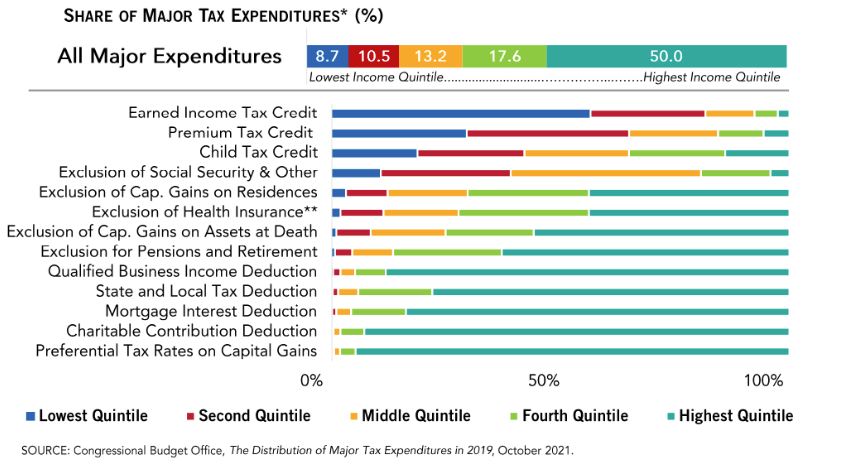 SHARE OF MAJOR TAX EXPENDITURES* (%)
All Major Expenditures 8.7 10.5 13.2 17.6 50.0
Lowest Income Quintile.............................................Highest Income Quintile
Earned Income Tax Credit
Premium Tax Credit
Child Tax Credit
Exclusion of Social Security & Other
Exclusion of Cap. Gains on Residences
Exclusion of Health Insurance**
Exclusion of Cap. Gains on Assets at Death
Exclusion for Pensions and Retirement
Qualified Business Income Deduction
State and Local Tax Deduction
Mortgage Interest Deduction
Charitable Contribution Deduction
Preferential Tax Rates on Capital Gains
0% 50% 100%
Lowest Quintile Second Quintile Middle Quintile Fourth Quintile Highest Quintile
SOURCE: Congressional Budget Office, The Distribution of Major Tax Expenditures in 2019, October 2021.